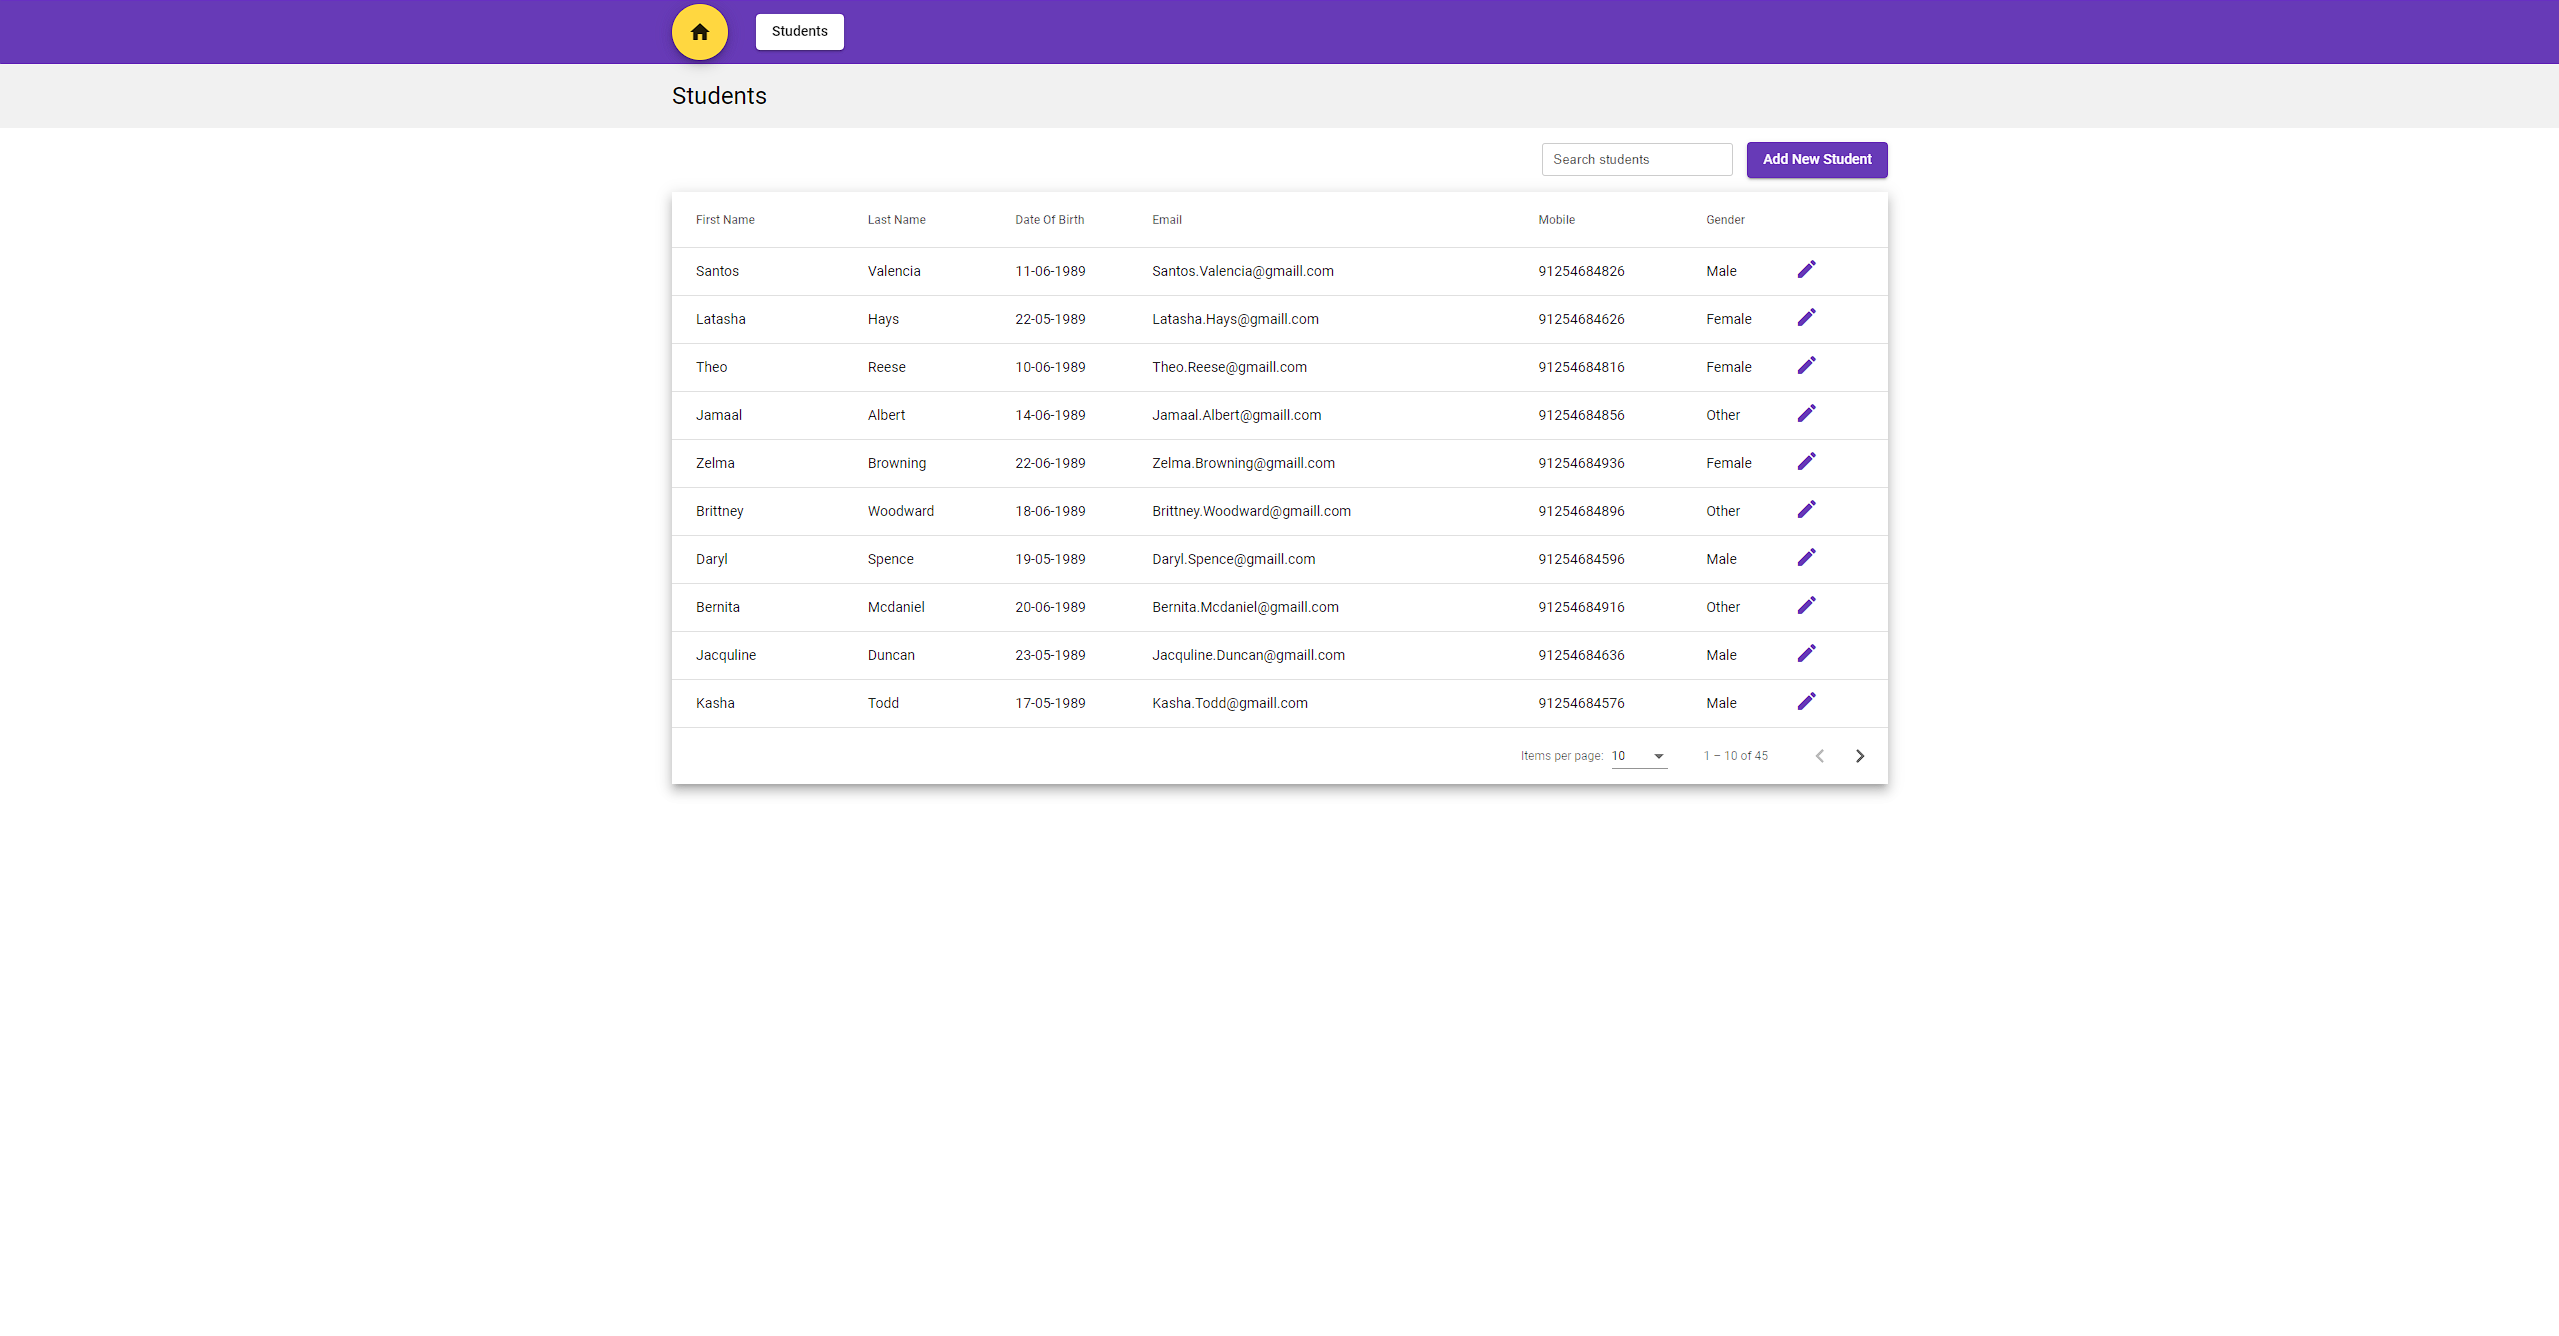 Students
Students
Search students Add New Student
First Name Last Name Date Of Birth Email Mobile Gender
Santos Valencia 11-06-1989 Santos.Valencia@gmaill.com 91254684826 Male
Latasha Hays 22-05-1989 Latasha.Hays@gmaill.com 91254684626 Female
Theo Reese 10-06-1989 Theo.Reese@gmaill.com 91254684816 Female
Jamaal Albert 14-06-1989 Jamaal.Albert@gmaill.com 91254684856 Other
Zelma Browning 22-06-1989 Zelma.Browning@gmaill.com 91254684936 Female
Brittney Woodward 18-06-1989 Brittney.Woodward@gmaill.com 91254684896 Other
Daryl Spence 19-05-1989 Daryl.Spence@gmaill.com 91254684596 Male
Bernita Mcdaniel 20-06-1989 Bernita.Mcdaniel@gmaill.com 91254684916 Other
Jacquline Duncan 23-05-1989 Jacquline.Duncan@gmaill.com 91254684636 Male
Kasha Todd 17-05-1989 Kasha.Todd@gmaill.com 91254684576 Male
Items per page: 10 1 – 10 of 45